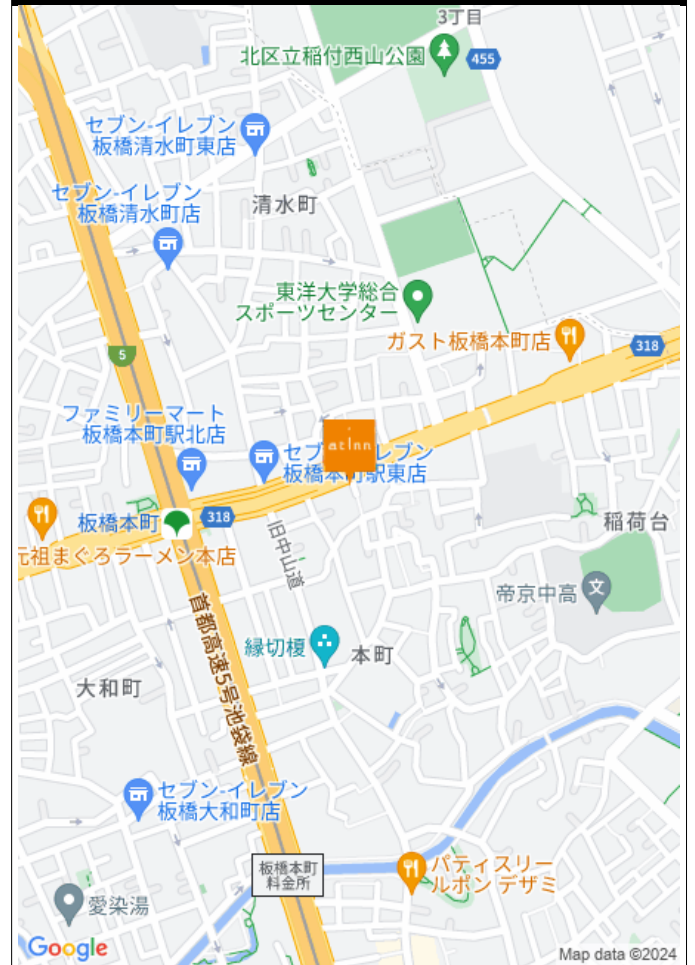 3丁目
北区立稲付西山公園
455
セブン-イレブン
板橋清水町東店
セブン-イレブン
板橋清水町店
清水町
東洋大学総合
スポーツセンター
ガスト板橋本町店
318
5
ファミリーマート
板橋本町駅北店
atInn
セブ
レブン
板橋本町駅東店
板橋本町
318
元祖まぐろラーメン本店
旧中山道
稲荷台
帝京中高
文
首都高速5号池袋線
縁切榎
本町
大和町
セブン-イレブン
板橋大和町店
板橋本町
料金所
パティスリー
ルポン デザミ
愛染湯
Google
Map data ©2024